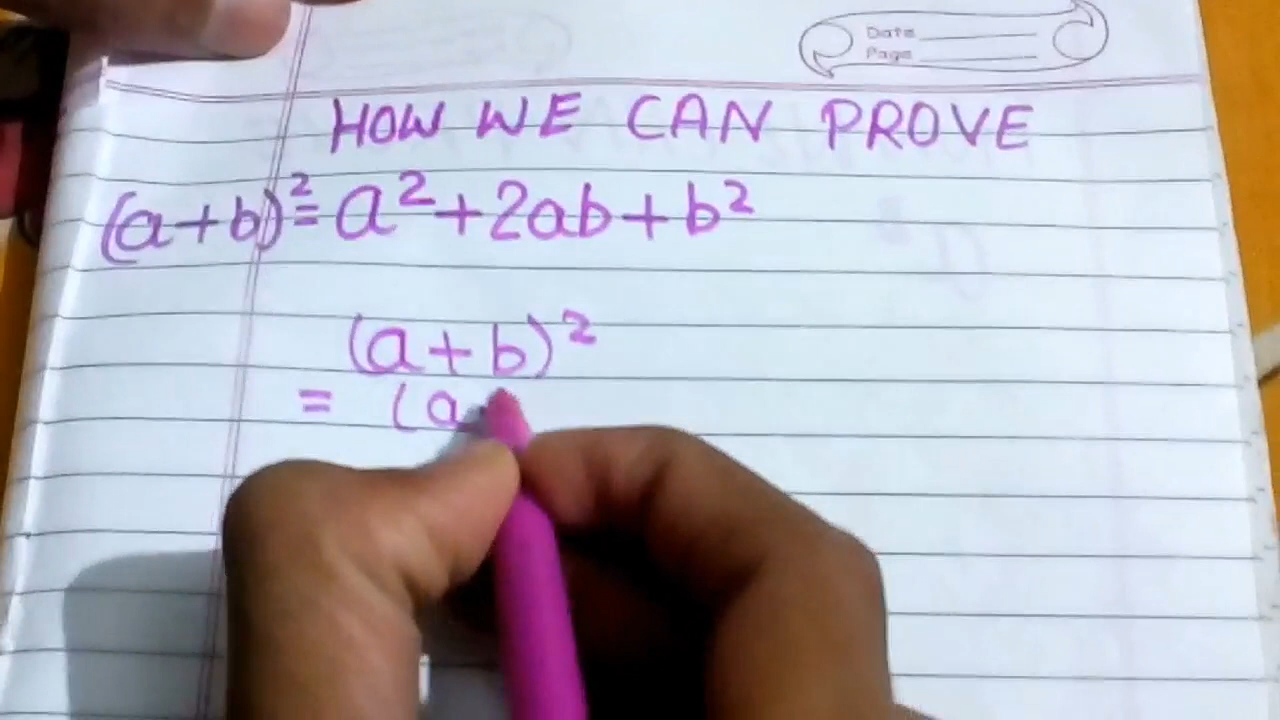 Date
Page
HOW WE CAN PROVE
(a+b)²=a²+2ab+b²
(a+b)²
= (a